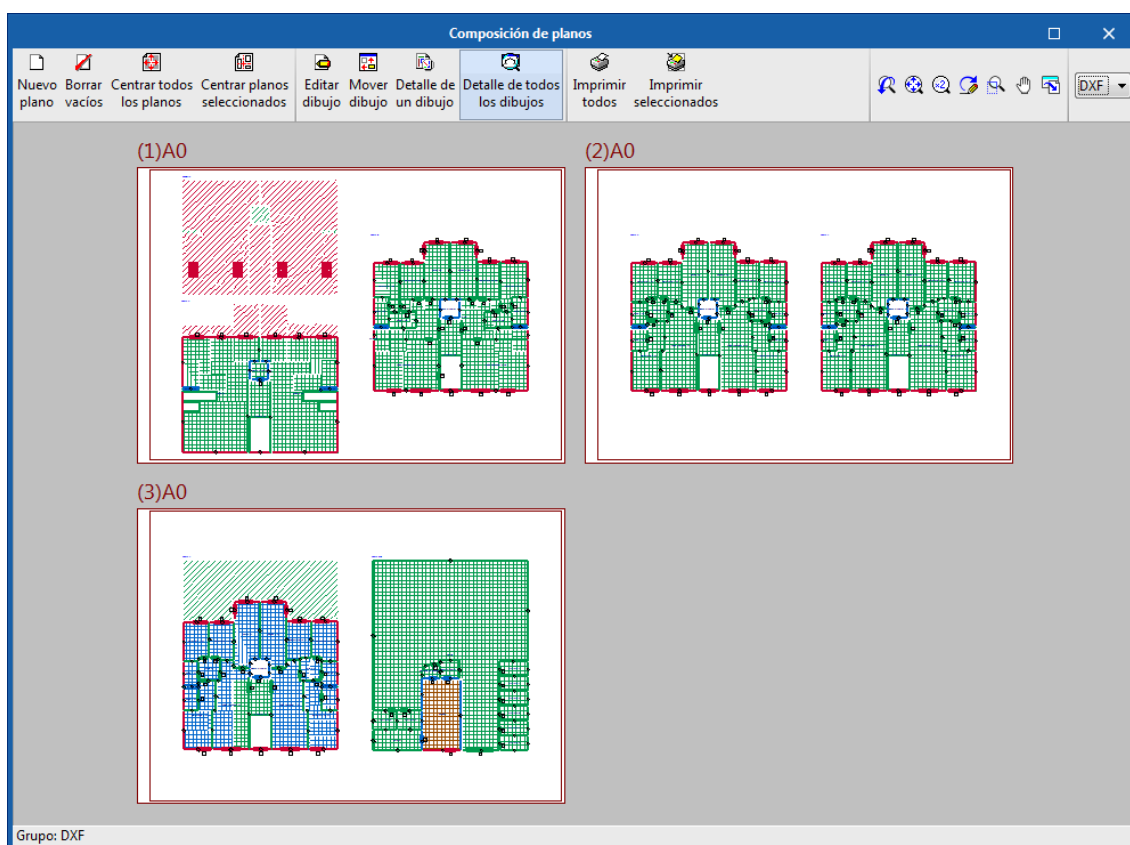 Composición de planos
Nuevo plano
Borrar vacíos
Centrar todos los planos
Centrar planos seleccionados
Editar dibujo
Mover dibujo
Detalle de un dibujo
Detalle de todos los dibujos
Imprimir todos
Imprimir seleccionados
DXF
(1)A0
(2)A0
(3)A0
Grupo: DXF